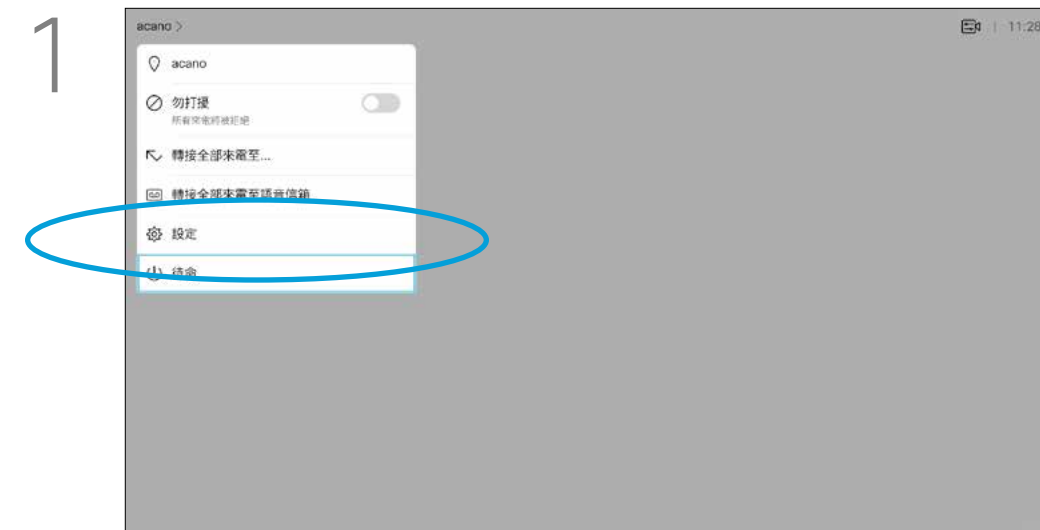 1
acano >
11:28
acano
勿打擾
所有來電將被拒絕
轉接全部來電至...
轉接全部來電至語音信箱
設定
待命